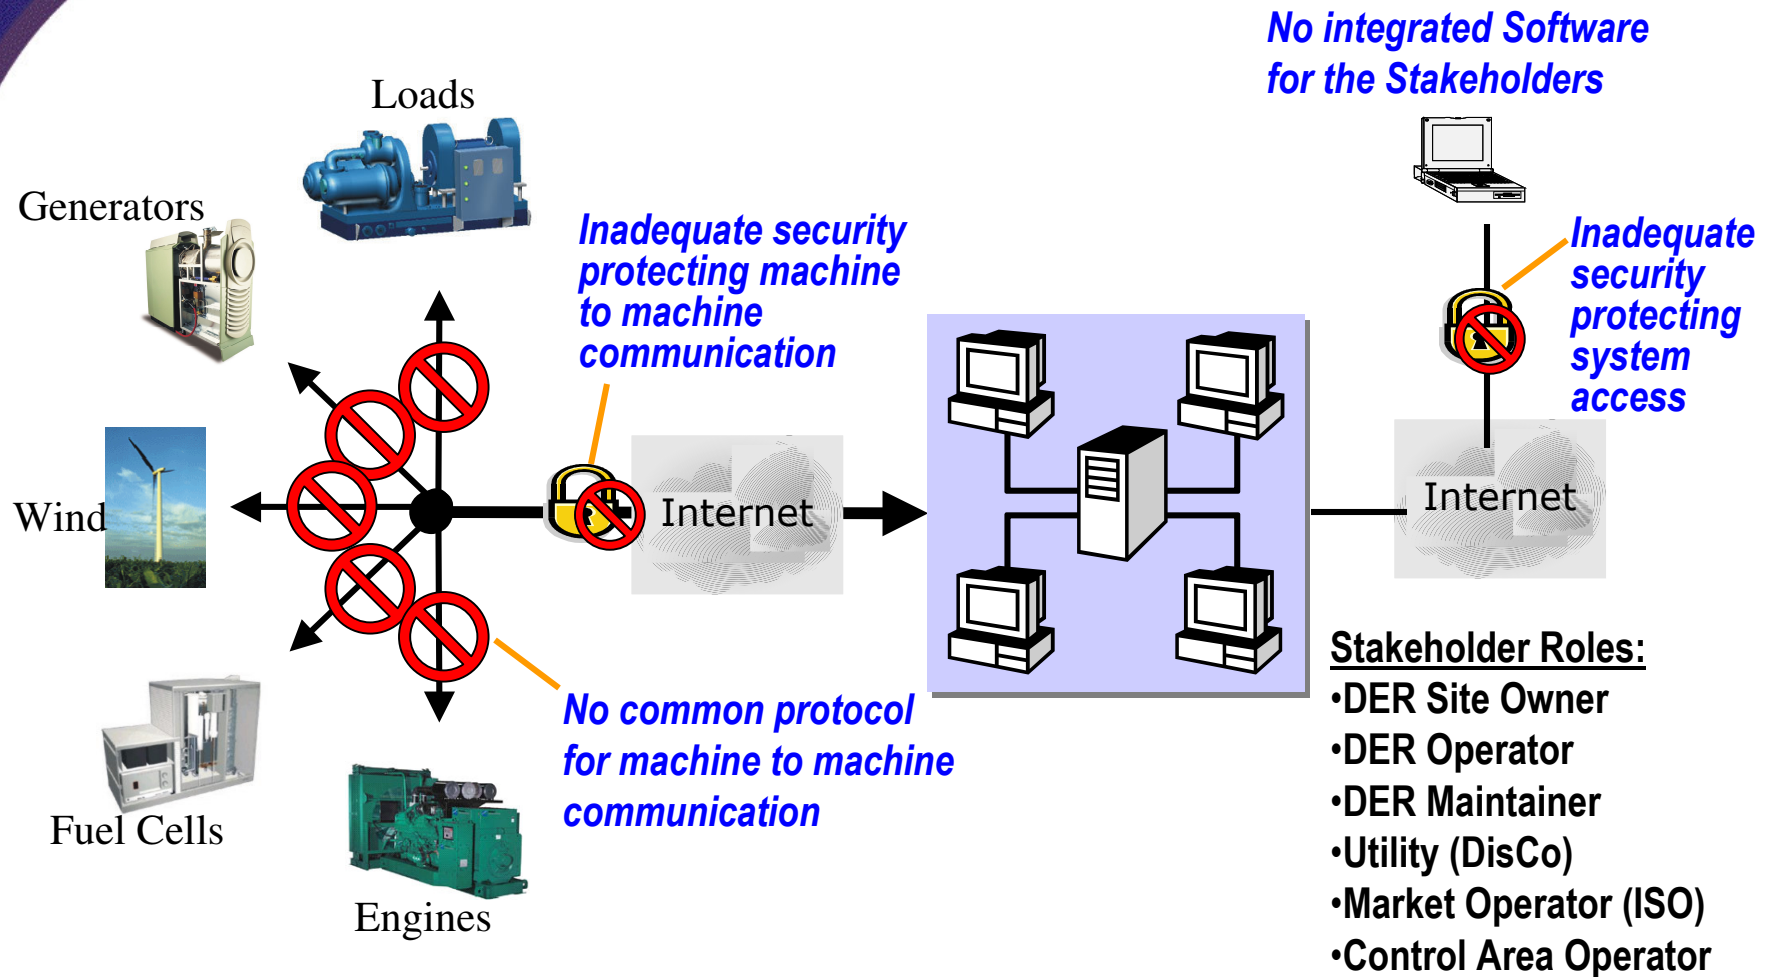 No integrated Software
for the Stakeholders
Loads
Generators
Inadequate security
protecting machine
to machine
communication
Inadequate
security
protecting
system
access
Wind
Internet
Internet
No common protocol
for machine to machine
communication
Fuel Cells
Engines
Stakeholder Roles:
•DER Site Owner
•DER Operator
•DER Maintainer
•Utility (DisCo)
•Market Operator (ISO)
•Control Area Operator